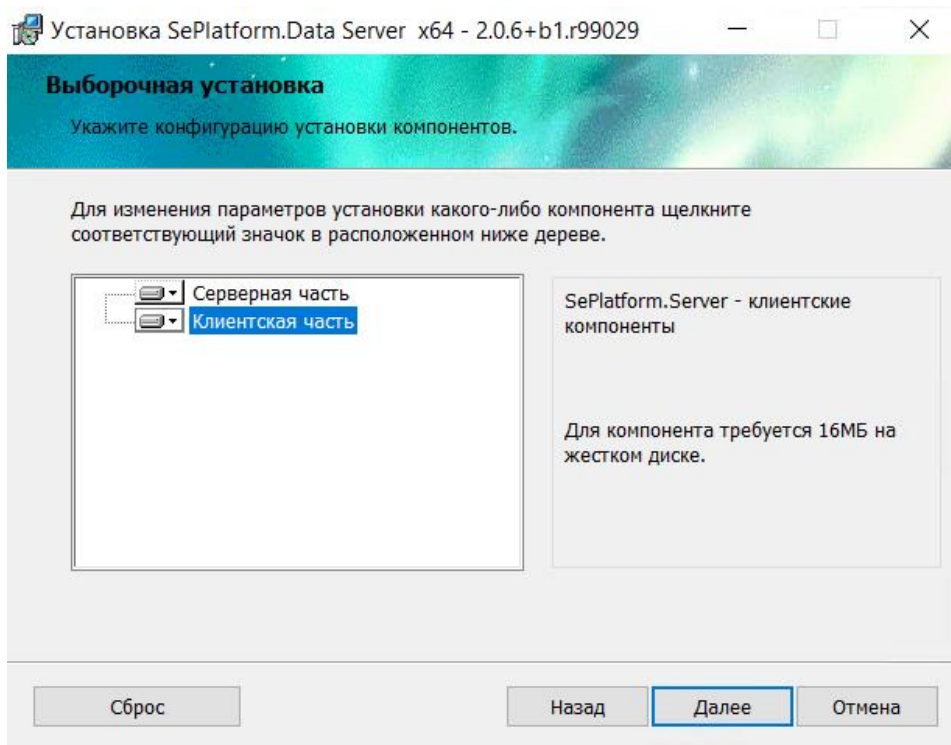 Установка SePlatform.Data Server x64 - 2.0.6+b1.r99029
Выборочная установка
Укажите конфигурацию установки компонентов.
Для изменения параметров установки какого-либо компонента щелкните
соответствующий значок в расположенном ниже дереве.
Серверная часть
Клиентская часть
SePlatform.Server - клиентские
компоненты
Для компонента требуется 16МБ на
жестком диске.
Сброс
Назад
Далее
Отмена